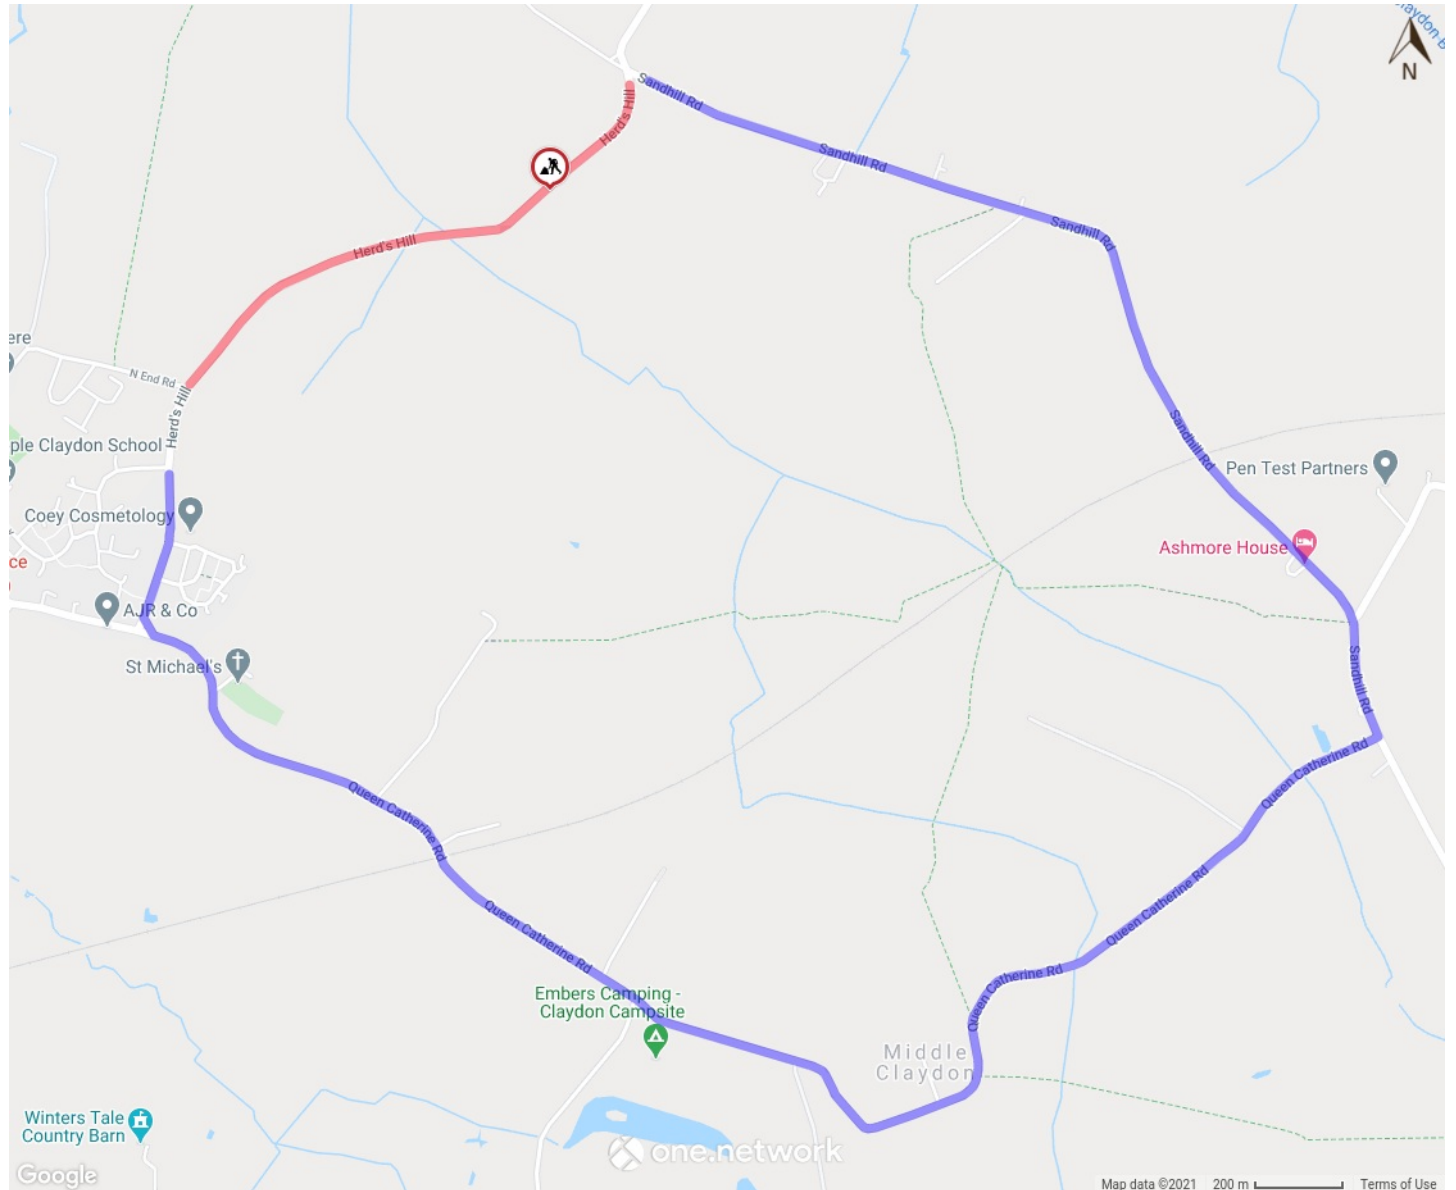 aydon B
N
Sandhill Rd
Herd's Hill
Sandhill Rd
Sandhill Rd
Herd's Hill
ere
N End Rd
Herd's Hill
ple Claydon School
Sandhill Rd
Pen Test Partners
Coey Cosmetology
Ashmore House
ce
AJR & Co
St Michael's
Sandhill Rd
Queen Catherine Rd
Queen Catherine Rd
Queen Catherine Rd
Queen Catherine Rd
Queen Catherine Rd
Embers Camping -
Claydon Campsite
Middle
Claydon
Winters Tale
Country Barn
one.network
Google
Map data ©2021
200 m
Terms of Use